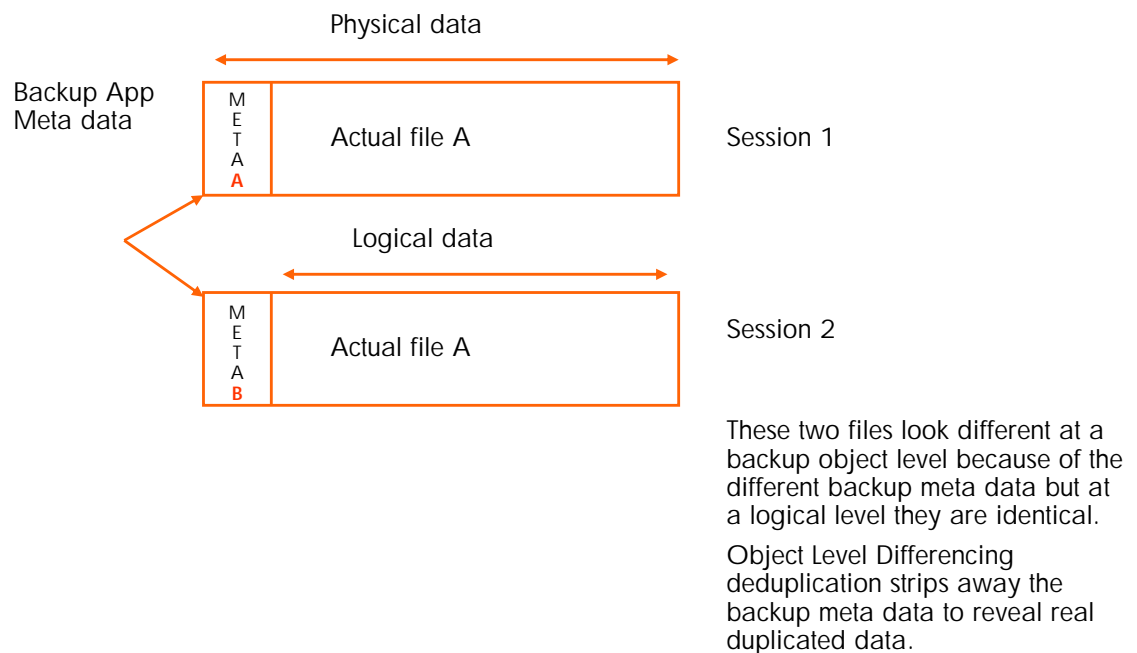 Physical data
Backup App
Meta data
M
E
T
A
A
Actual file A
Session 1
Logical data
M
E
T
A
B
Actual file A
Session 2
These two files look different at a
backup object level because of the
different backup meta data but at
a logical level they are identical.
Object Level Differencing
deduplication strips away the
backup meta data to reveal real
duplicated data.